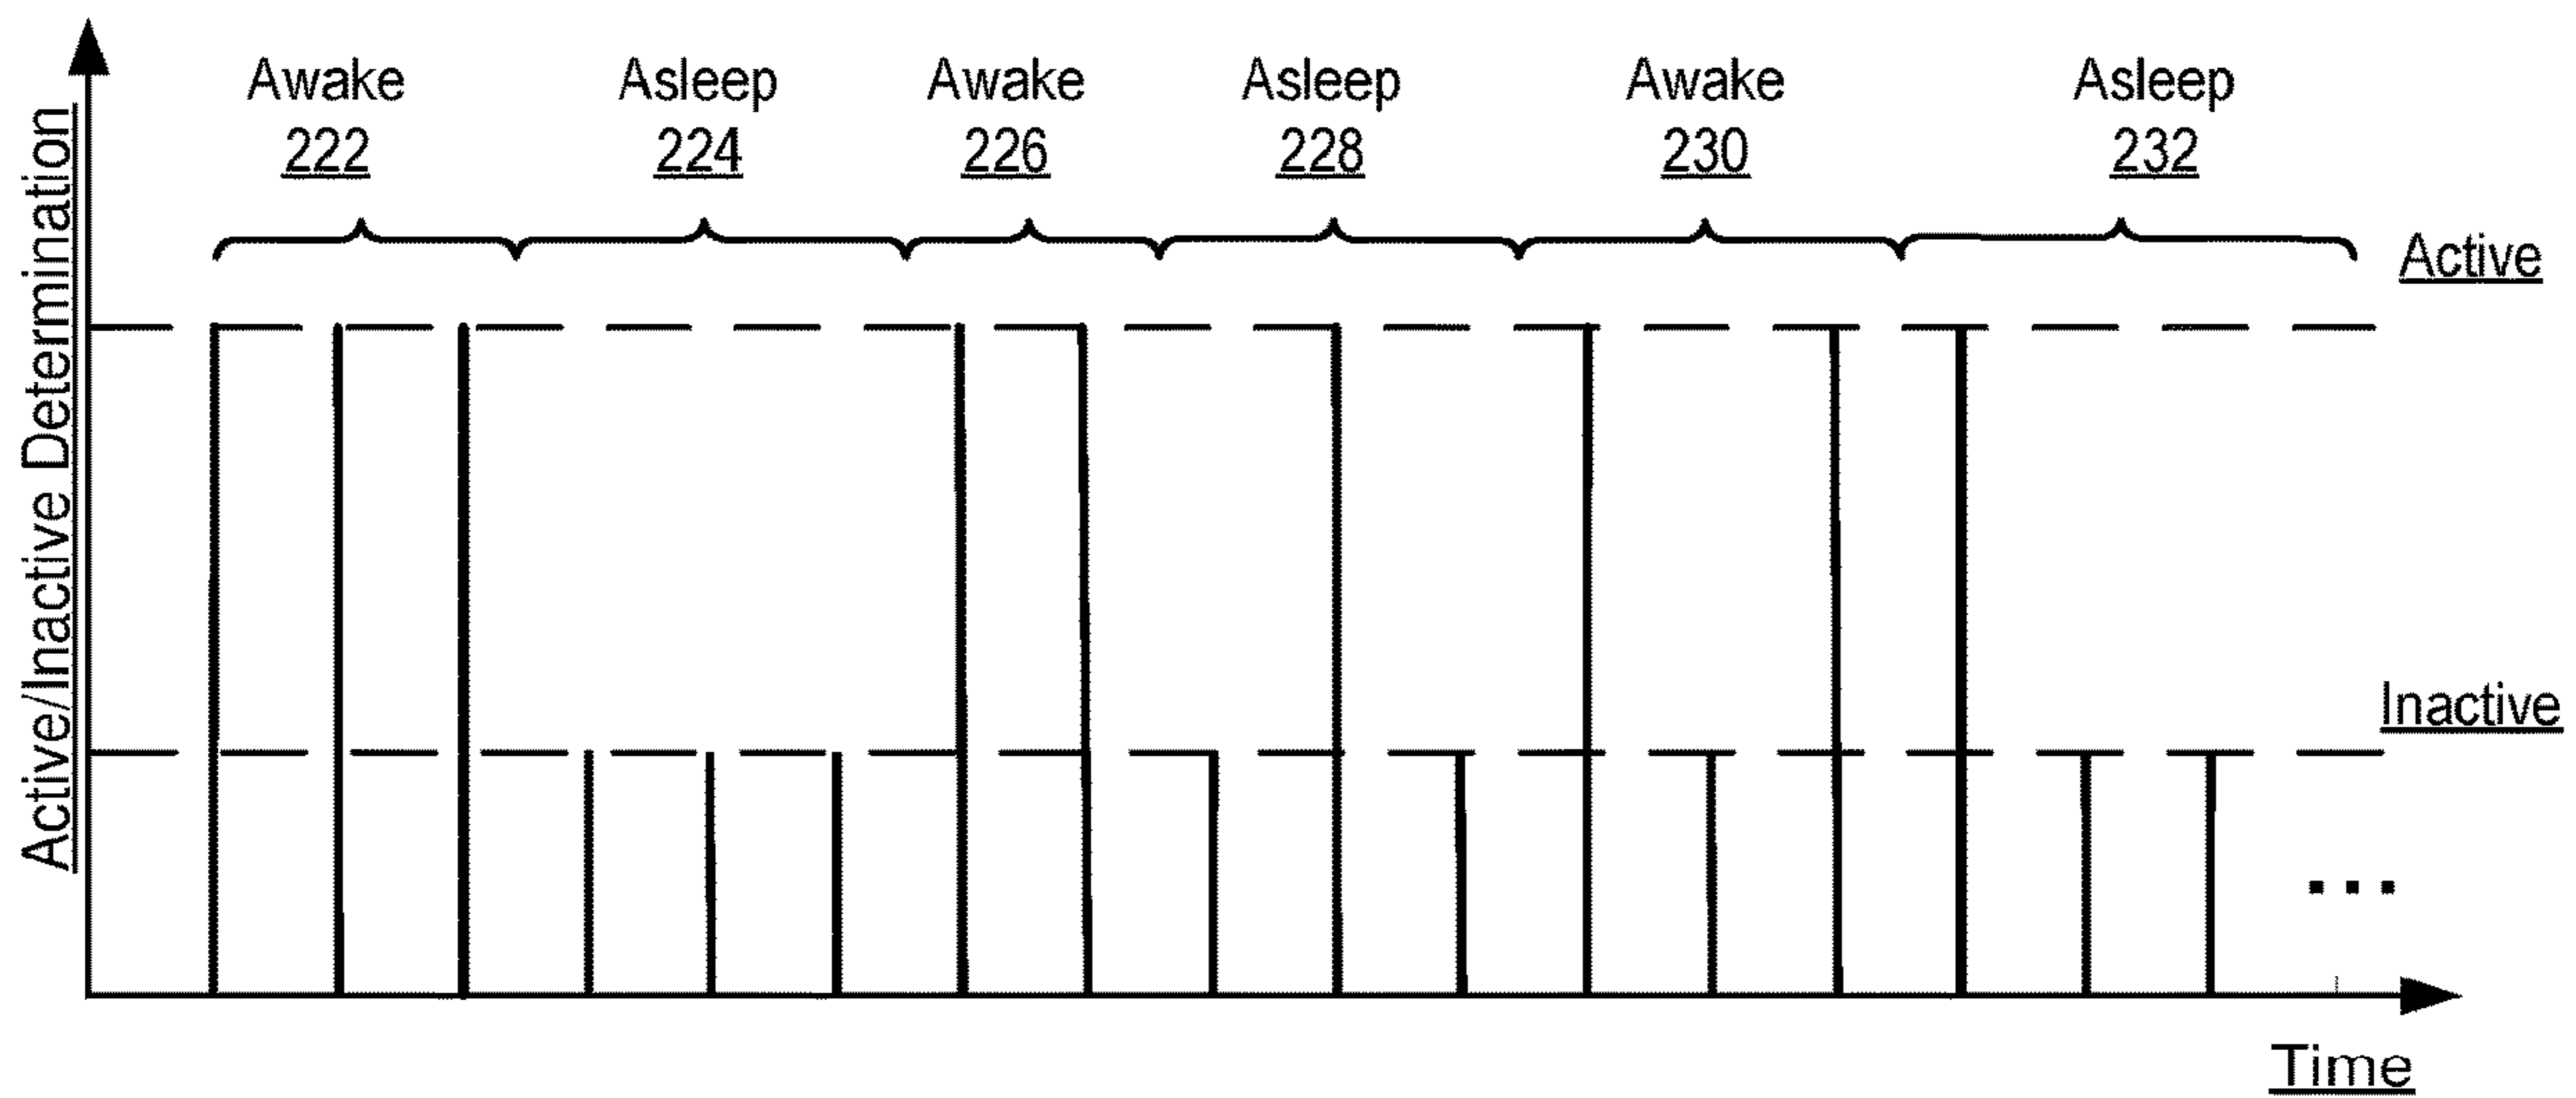 Awake
222
Asleep
224
Awake
226
Asleep
228
Awake
230
Asleep
232
Active
Active/Inactive Determination
Inactive
...
Time